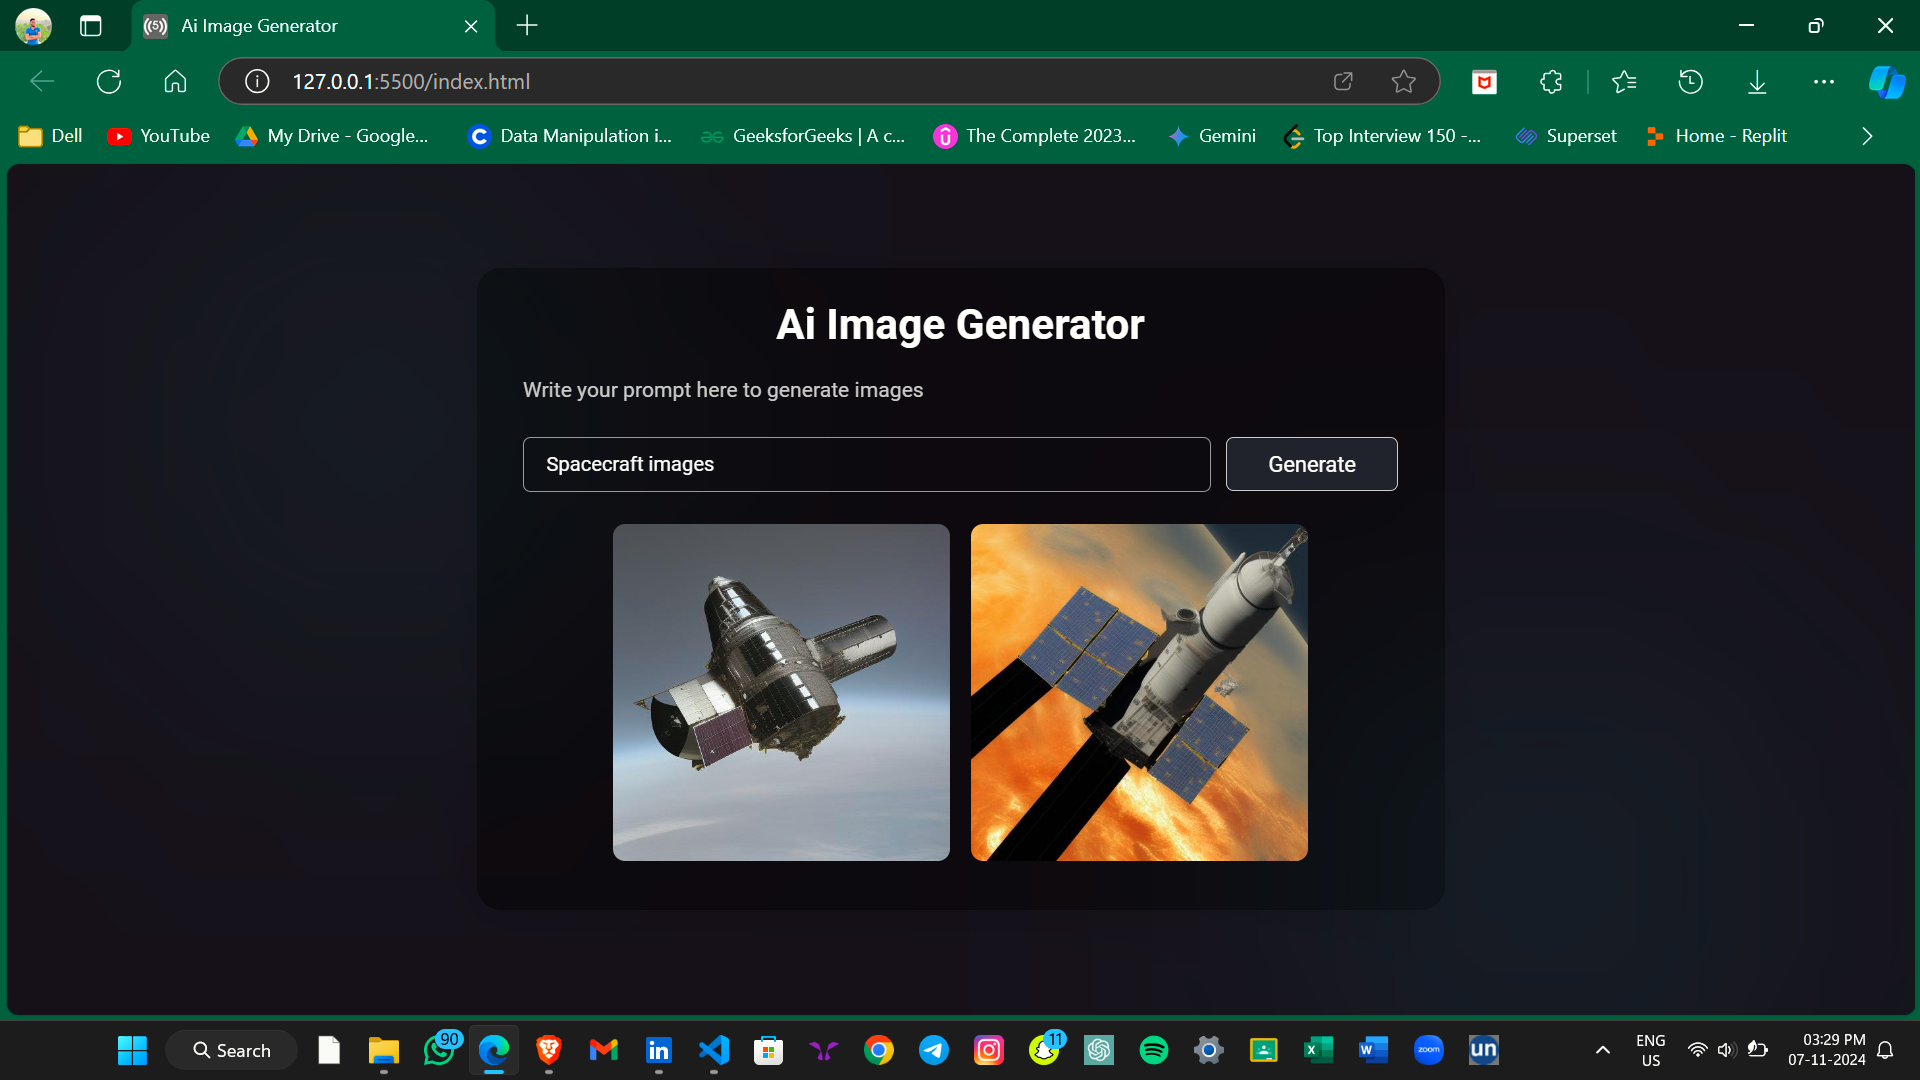 Ai Image Generator
127.0.0.1:5500/index.html
Dell
YouTube
My Drive - Google...
Data Manipulation i...
GeeksforGeeks | A c...
The Complete 2023...
Gemini
Top Interview 150 -...
Superset
Home - Replit
Ai Image Generator
Write your prompt here to generate images
Spacecraft images
Generate
Search
90
in
11
X
W
zoom
un
ENG
US
03:29 PM
07-11-2024